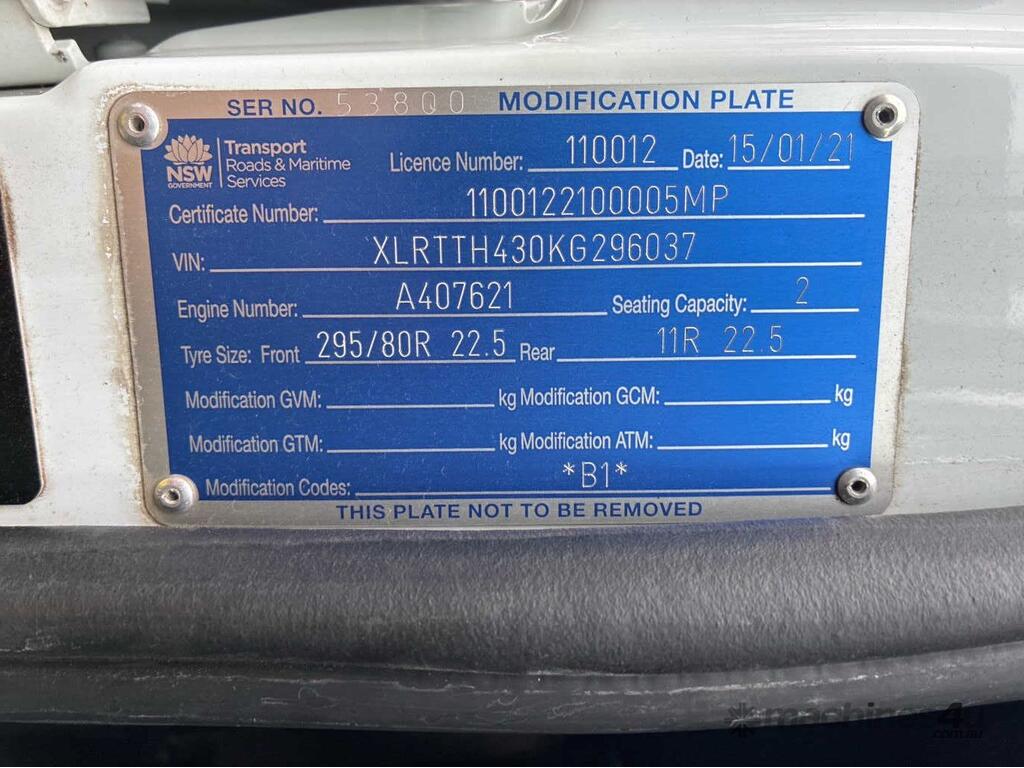 SER NO. 53800 MODIFICATION PLATE
NSW
GOVERNMENT
Transport
Roads & Maritime
Services
Licence Number: 110012 Date: 15/01/21
Certificate Number: 1100122100005MP
VIN: XLRTTH430KG296037
Engine Number: A407621 Seating Capacity: 2
Tyre Size: Front 295/80R 22.5 Rear 11R 22.5
Modification GVM: kg Modification GCM: kg
Modification GTM: kg Modification ATM: kg
Modification Codes: *B1*
THIS PLATE NOT TO BE REMOVED
machines4u
.com.au